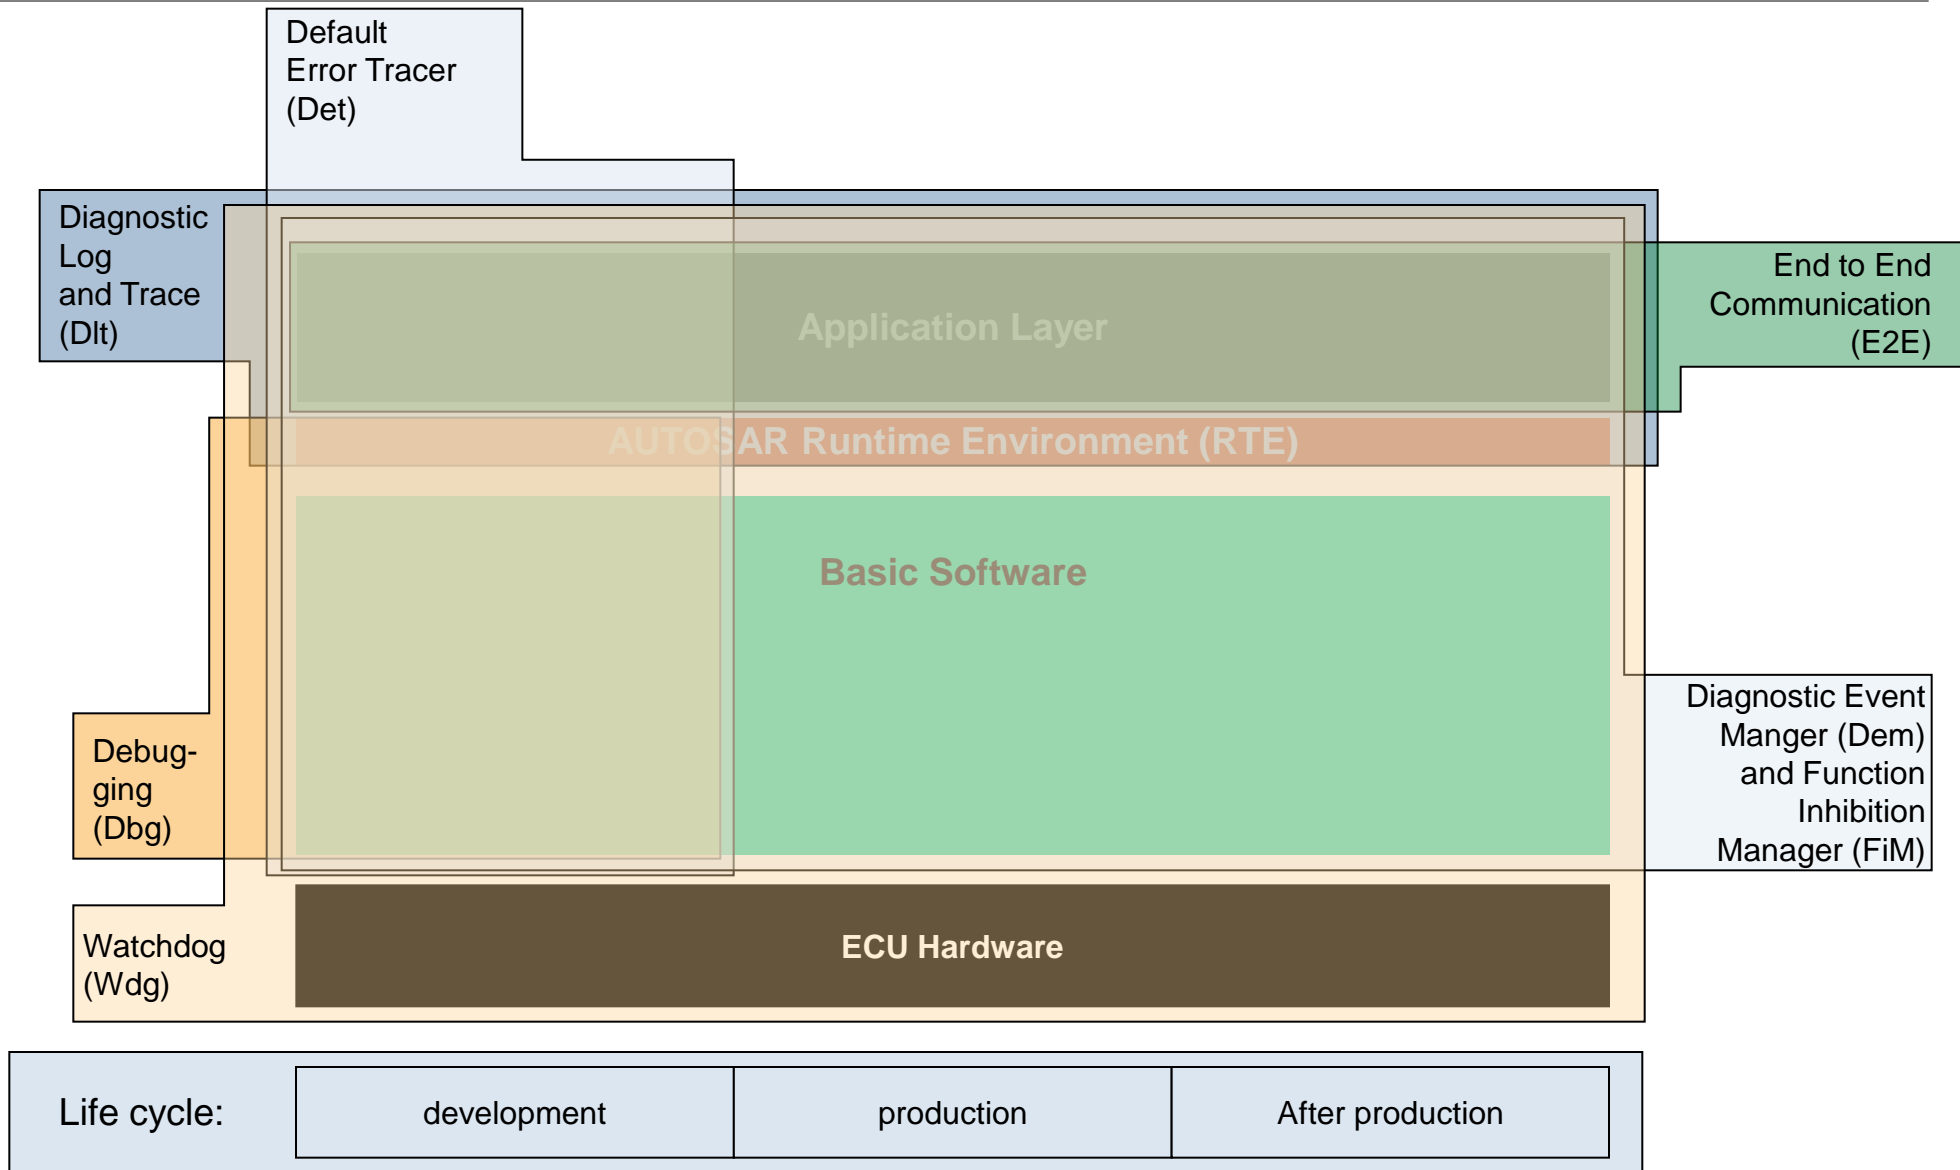 Default
Error Tracer
(Det)
Diagnostic
Log
and Trace
(Dlt)
End to End
Communication
(E2E)
Application Layer
AUTOSAR Runtime Environment (RTE)
Basic Software
Diagnostic Event
Manger (Dem)
and Function
Inhibition
Manager (FiM)
Debug-
ging
(Dbg)
Watchdog
(Wdg)
ECU Hardware
Life cycle:
development
production
After production